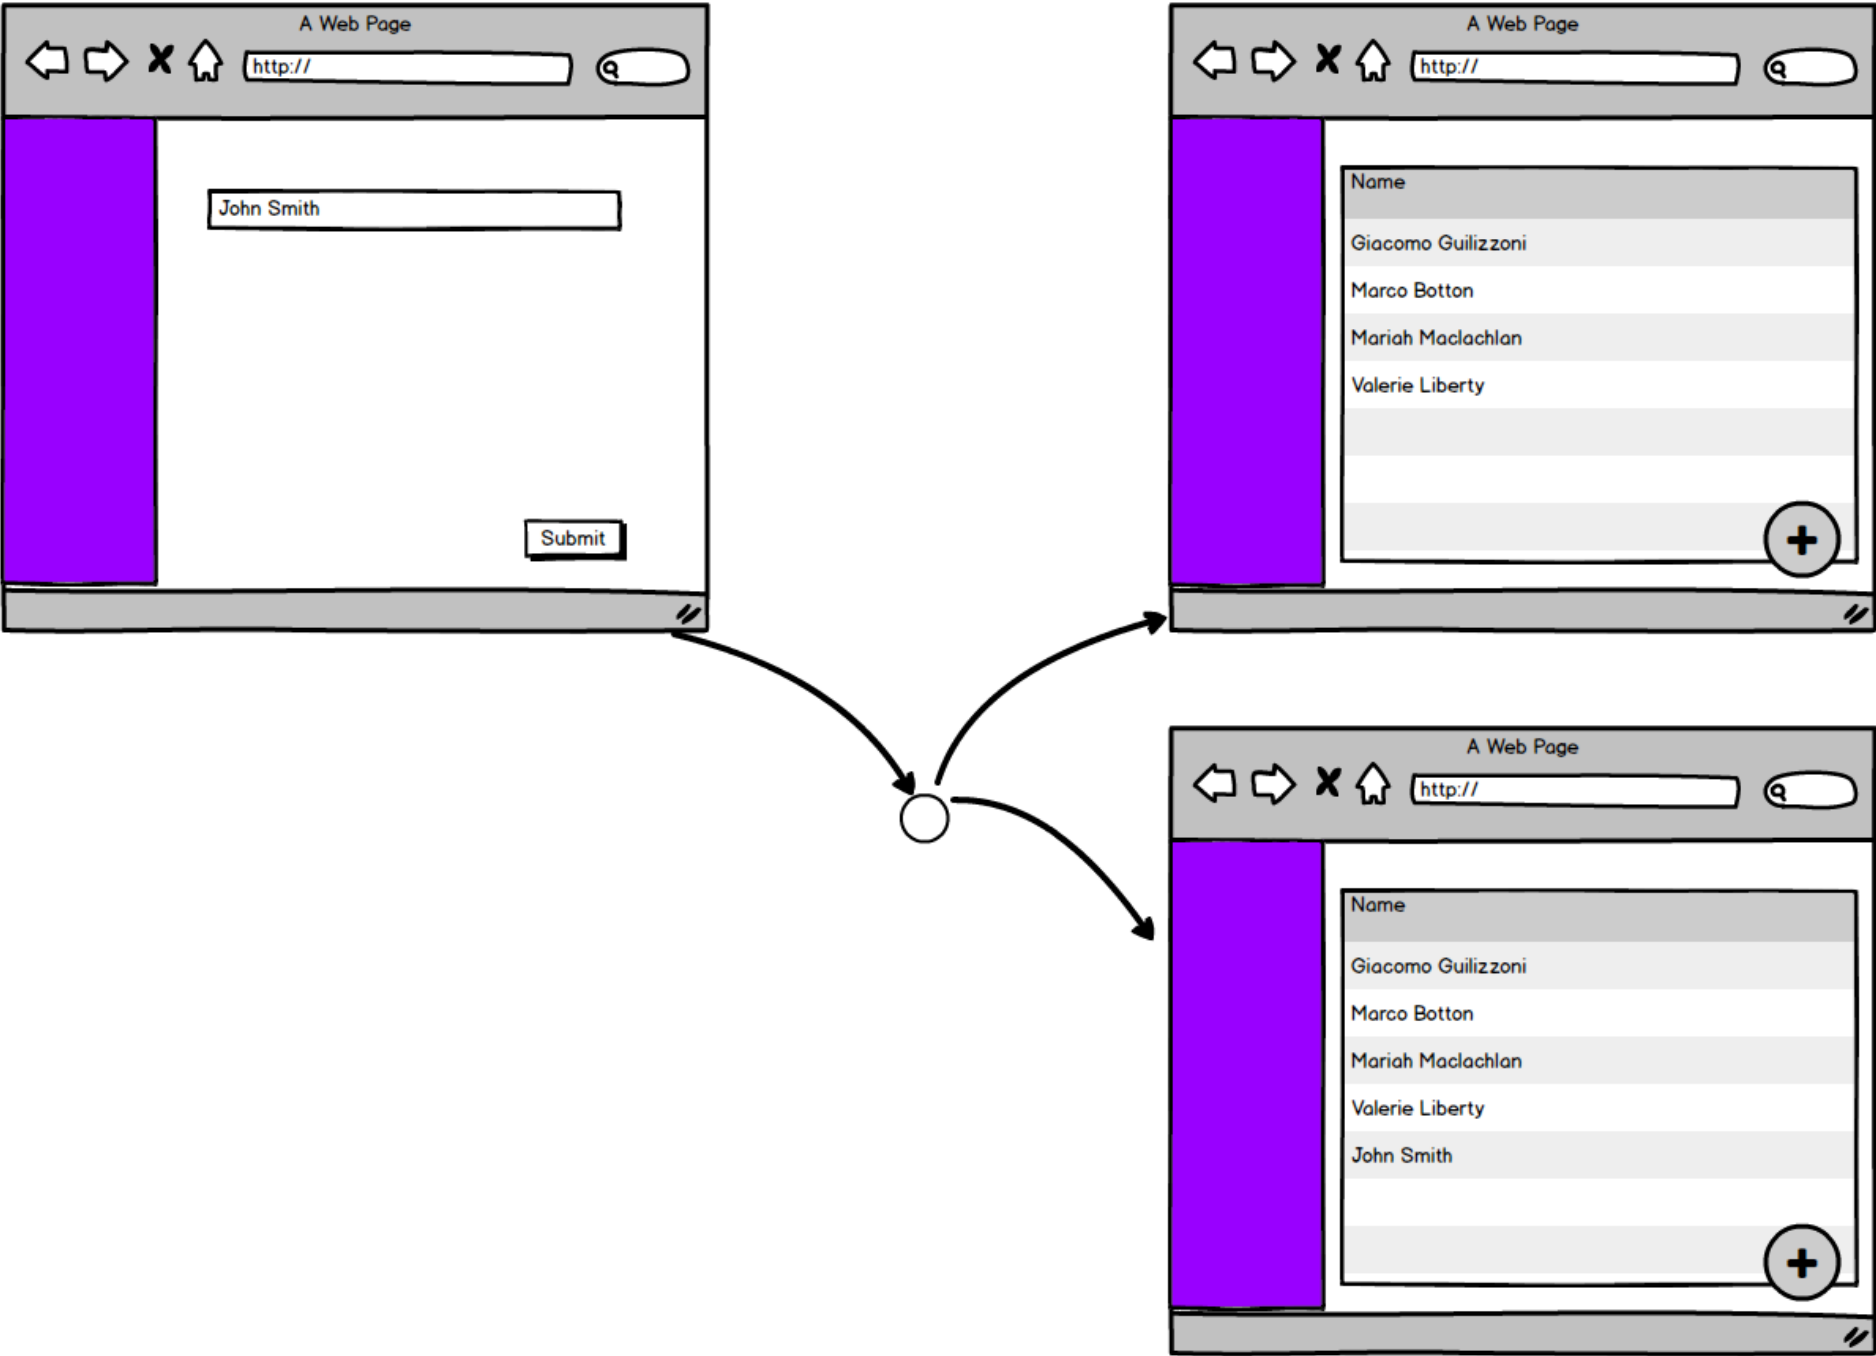 A Web Page
http://
John Smith
Submit
A Web Page
http://
Name
Giacomo Guilizzoni
Marco Botton
Mariah Maclachlan
Valerie Liberty
A Web Page
http://
Name
Giacomo Guilizzoni
Marco Botton
Mariah Maclachlan
Valerie Liberty
John Smith